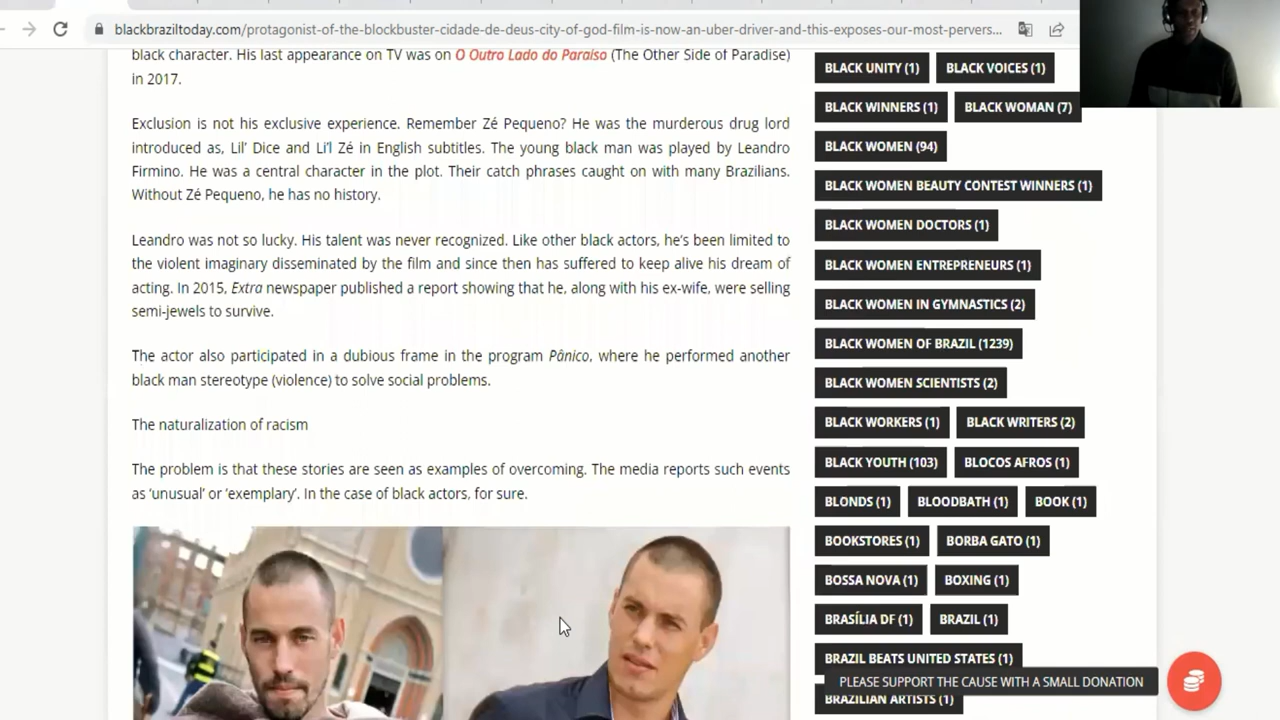 blackbraziltoday.com/protagonist-of-the-blockbuster-cidade-de-deus-city-of-god-film-is-now-an-uber-driver-and-this-exposes-our-most-pervers...
black character. His last appearance on TV was on O Outro Lado do Paraíso (The Other Side of Paradise)
in 2017.
Exclusion is not his exclusive experience. Remember Zé Pequeno? He was the murderous drug lord
introduced as, Lil’ Dice and Li’l Zé in English subtitles. The young black man was played by Leandro
Firmino. He was a central character in the plot. Their catch phrases caught on with many Brazilians.
Without Zé Pequeno, he has no history.
Leandro was not so lucky. His talent was never recognized. Like other black actors, he’s been limited to
the violent imaginary disseminated by the film and since then has suffered to keep alive his dream of
acting. In 2015, Extra newspaper published a report showing that he, along with his ex-wife, were selling
semi-jewels to survive.
The actor also participated in a dubious frame in the program Pânico, where he performed another
black man stereotype (violence) to solve social problems.
The naturalization of racism
The problem is that these stories are seen as examples of overcoming. The media reports such events
as ‘unusual’ or ‘exemplary’. In the case of black actors, for sure.
BLACK UNITY (1) BLACK VOICES (1)
BLACK WINNERS (1) BLACK WOMAN (7)
BLACK WOMEN (94)
BLACK WOMEN BEAUTY CONTEST WINNERS (1)
BLACK WOMEN DOCTORS (1)
BLACK WOMEN ENTREPRENEURS (1)
BLACK WOMEN IN GYMNASTICS (2)
BLACK WOMEN OF BRAZIL (1239)
BLACK WOMEN SCIENTISTS (2)
BLACK WORKERS (1) BLACK WRITERS (2)
BLACK YOUTH (103) BLOCOS AFROS (1)
BLONDS (1) BLOODBATH (1) BOOK (1)
BOOKSTORES (1) BORBA GATO (1)
BOSSA NOVA (1) BOXING (1)
BRASÍLIA DF (1) BRAZIL (1)
BRAZIL BEATS UNITED STATES (1)
PLEASE SUPPORT THE CAUSE WITH A SMALL DONATION
BRAZILIAN ARTISTS (1)